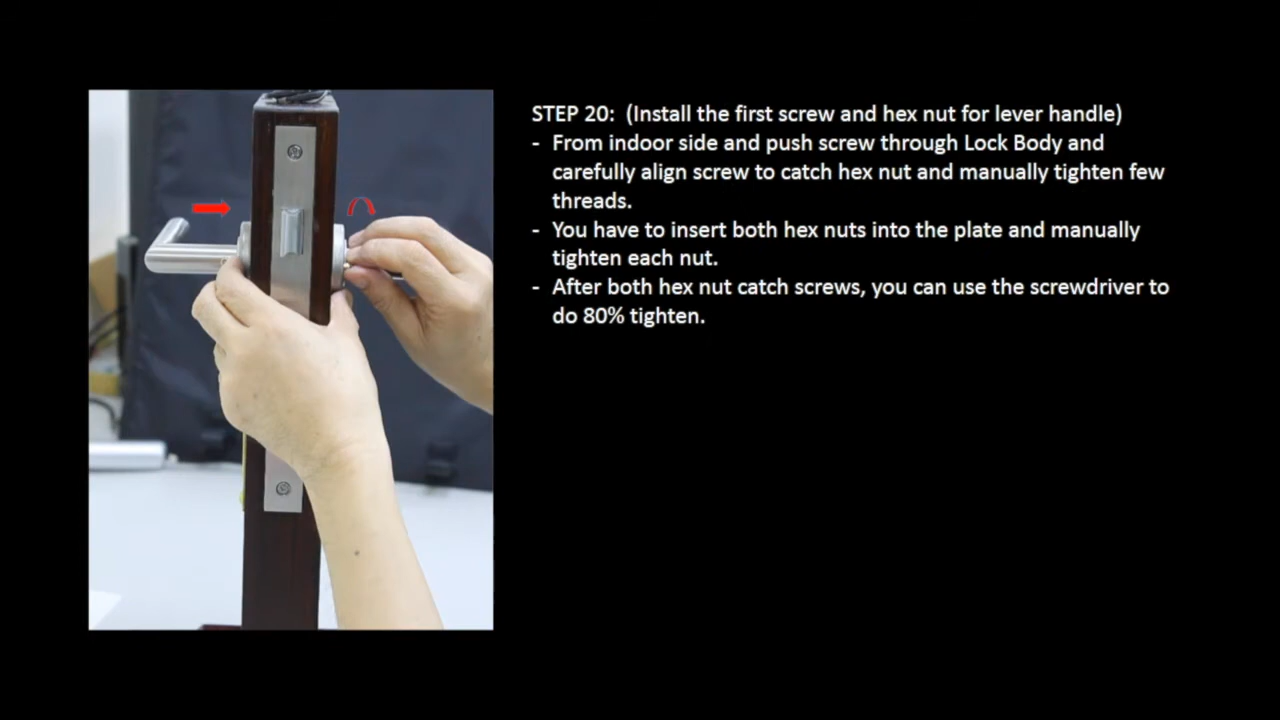 STEP 20:  (Install the first screw and hex nut for lever handle)
- From indoor side and push screw through Lock Body and
carefully align screw to catch hex nut and manually tighten few
threads.
- You have to insert both hex nuts into the plate and manually
tighten each nut.
- After both hex nut catch screws, you can use the screwdriver to
do 80% tighten.